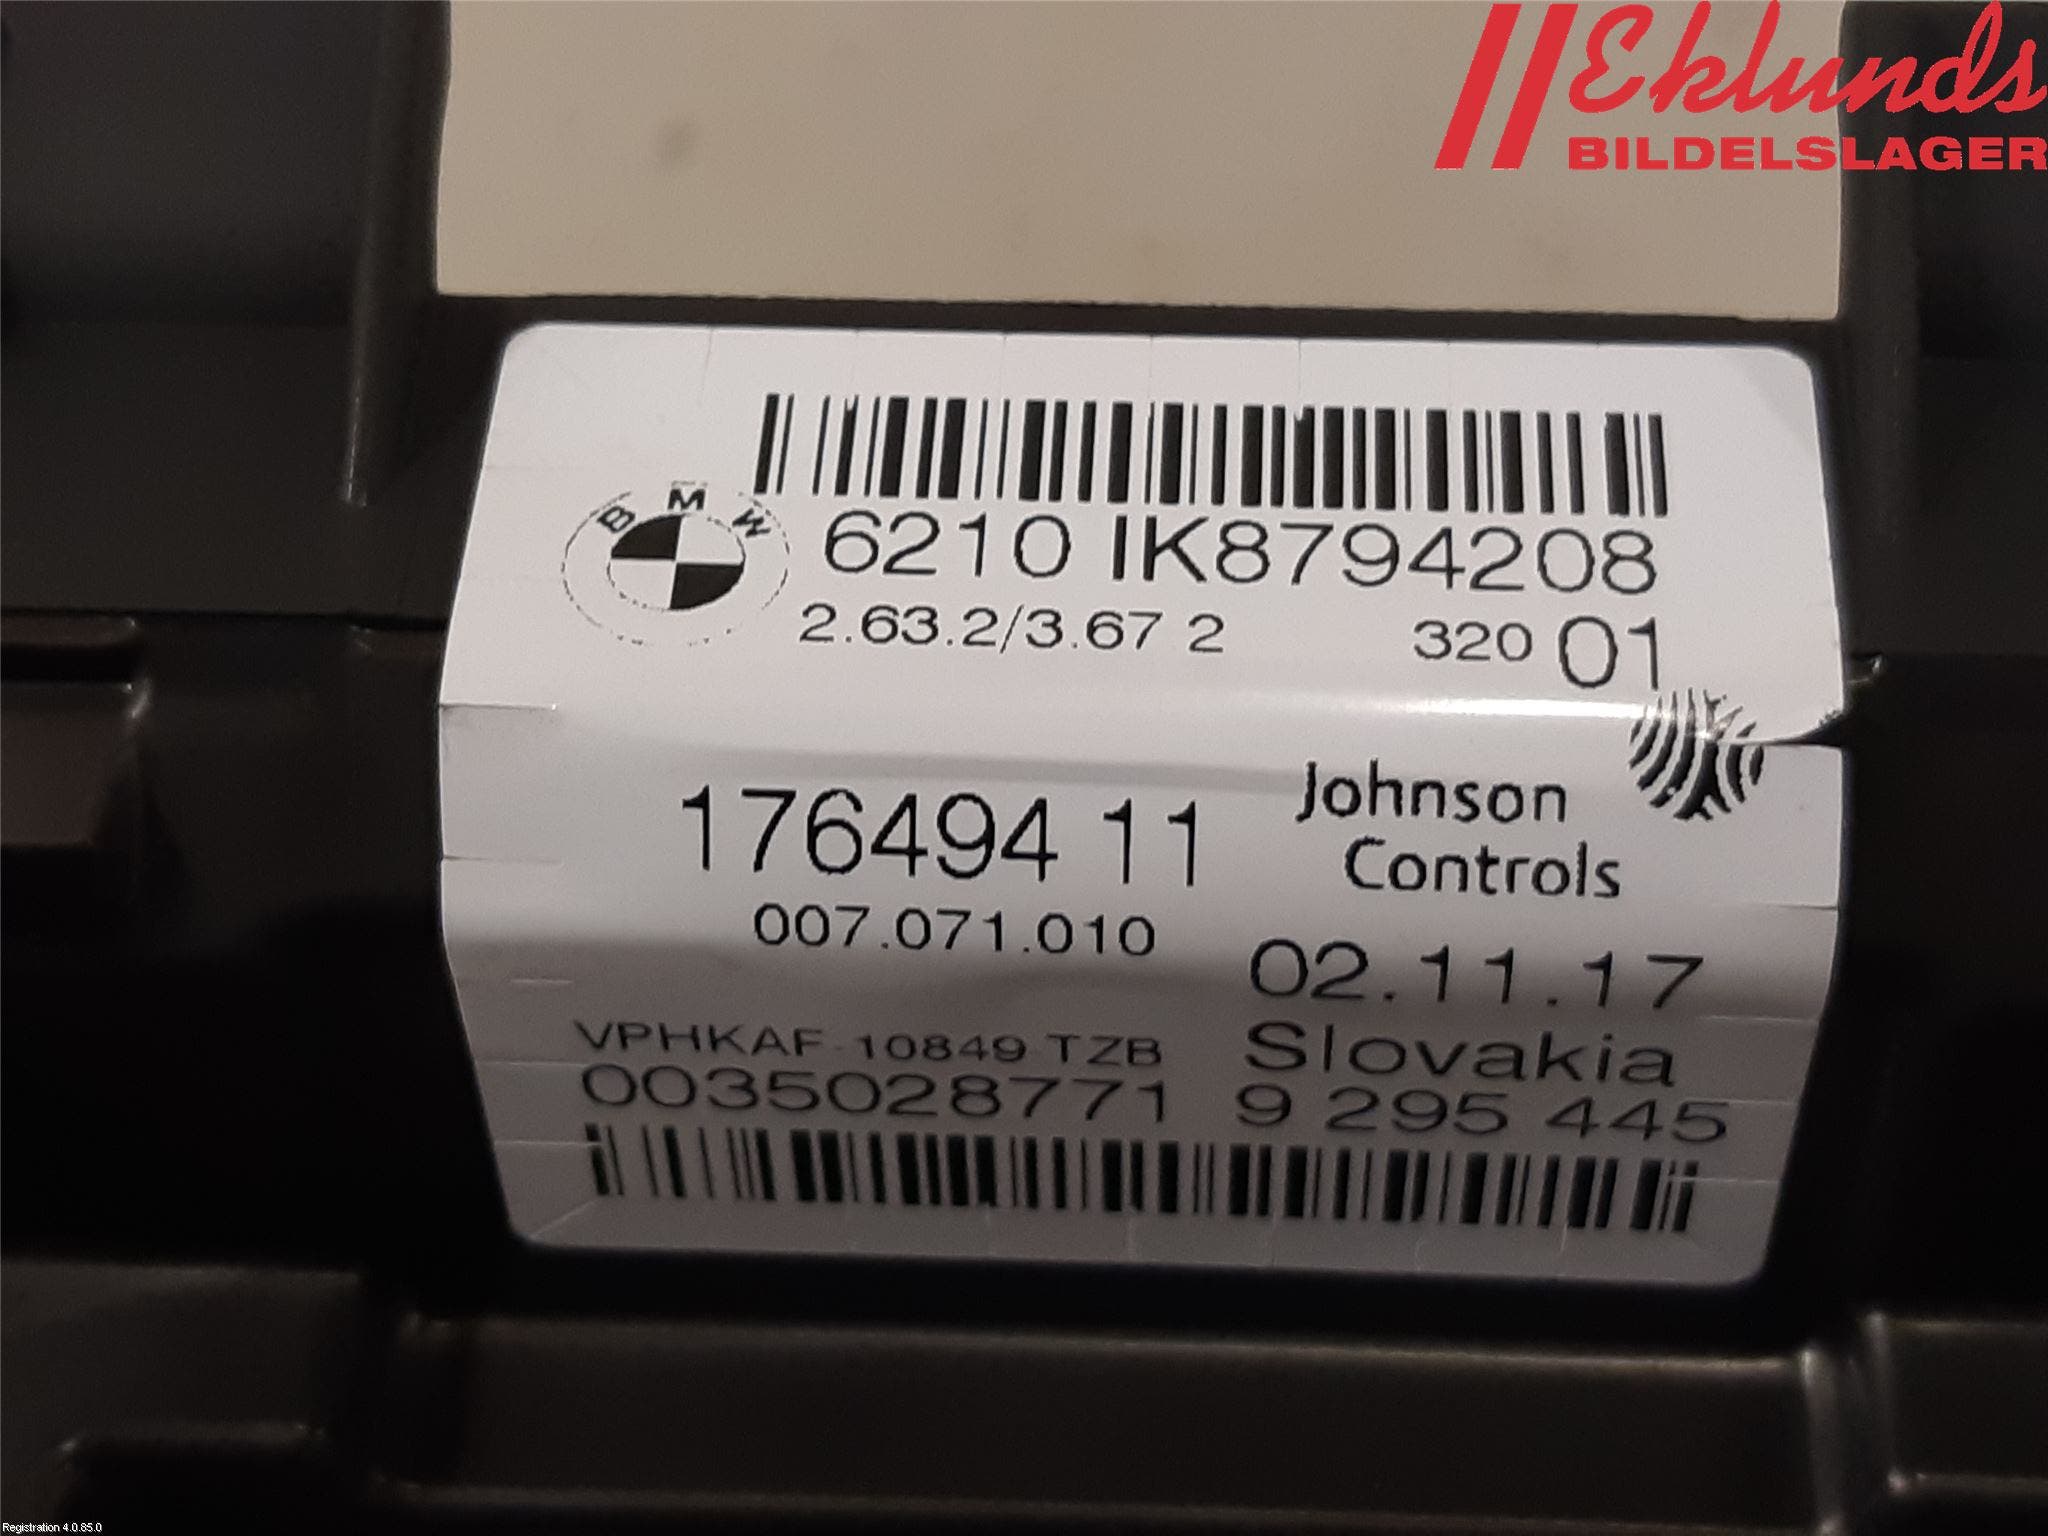 Eklunds
BILDELSLAGER
BMW
6210 IK8794208
2.63.2/3.67 2 320 01
176494 11
Johnson
Controls
007.071.010
02.11.17
VPHKAF-10849 TZB Slovakia
0035028771 9 295 445
Registration 4.0.85.0